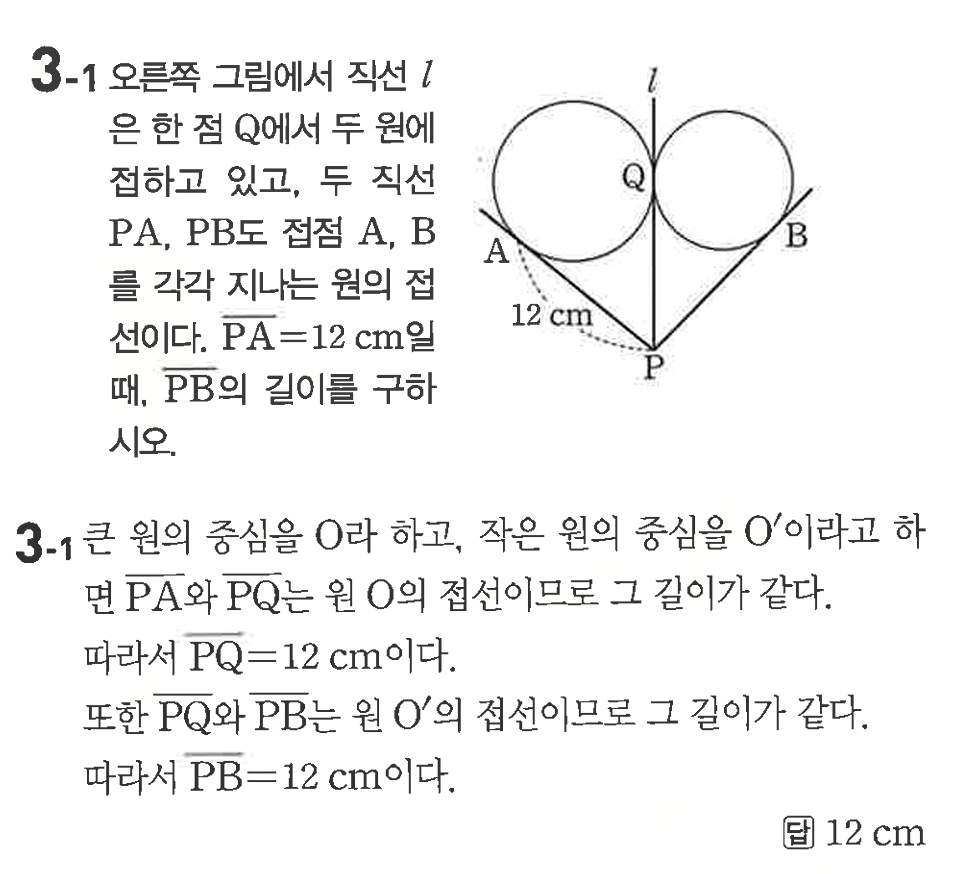 3-1 오른쪽 그림에서 직선 l
은 한 점 Q에서 두 원에
접하고 있고, 두 직선
PA, PB도 접점 A, B
를 각각 지나는 원의 접
선이다. PA=12 cm일
때, PB의 길이를 구하
시오.
l
Q
A
B
12 cm
P
3-1 큰 원의 중심을 O라 하고, 작은 원의 중심을 O′이라고 하
면 PA와 PQ는 원 O의 접선이므로 그 길이가 같다.
따라서 PQ=12 cm이다.
또한 PQ와 PB는 원 O′의 접선이므로 그 길이가 같다.
따라서 PB=12 cm이다.
답 12 cm